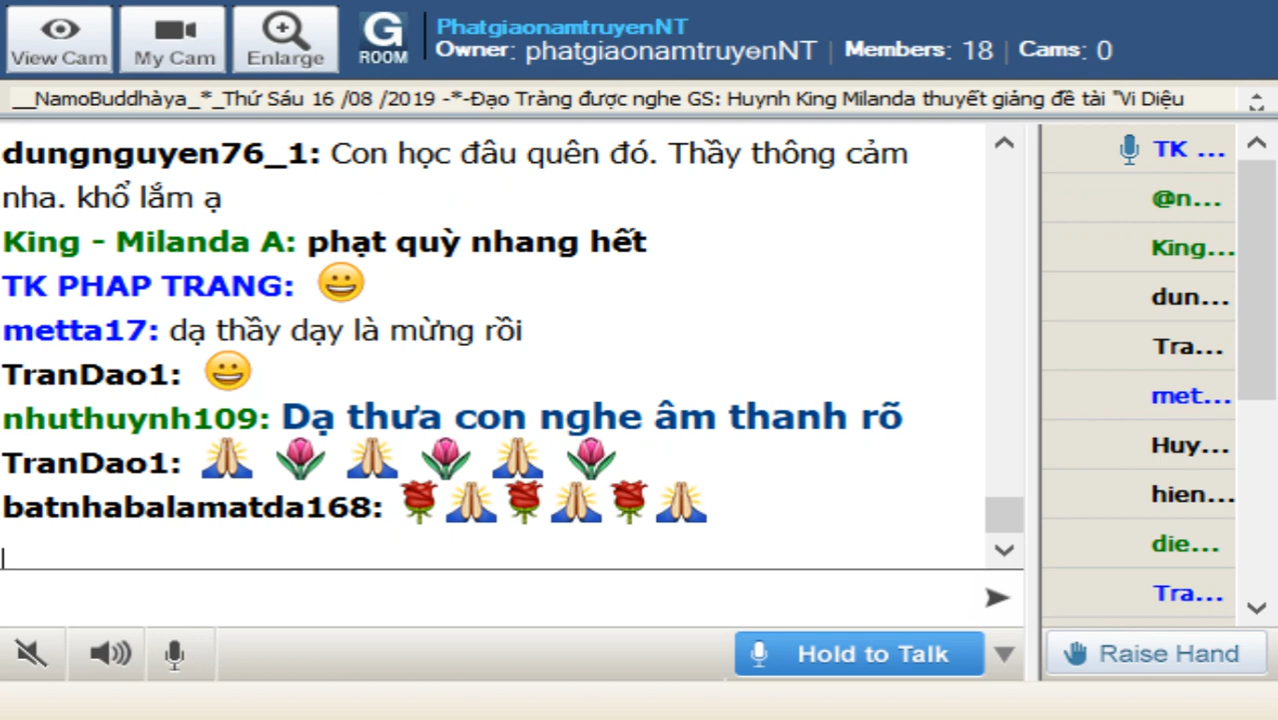 View Cam
My Cam
Enlarge
G ROOM
PhatgiaonamtruyenNT
Owner: phatgiaonamtruyenNT | Members: 18 | Cams: 0
__NamoBuddhàya_*_Thứ Sáu 16 /08 /2019 -*-Đạo Tràng được nghe GS: Huynh King Milanda thuyết giảng đề tài "Vi Diệu
dungnguyen76_1: Con học đâu quên đó. Thầy thông cảm
nha. khổ lắm ạ
King - Milanda A: phạt quỳ nhang hết
TK PHAP TRANG: 😀
metta17: dạ thầy dạy là mừng rồi
TranDao1: 😀
nhuthuynh109: Dạ thưa con nghe âm thanh rõ
TranDao1: 🙏 🌷 🙏 🌷 🙏 🌷
batnhabalamatda168: 🌹🙏🌹🙏🌹🙏
TK ...
@n...
King...
dun...
Tra...
met...
Huy...
hien...
die...
Tra...
Hold to Talk
Raise Hand